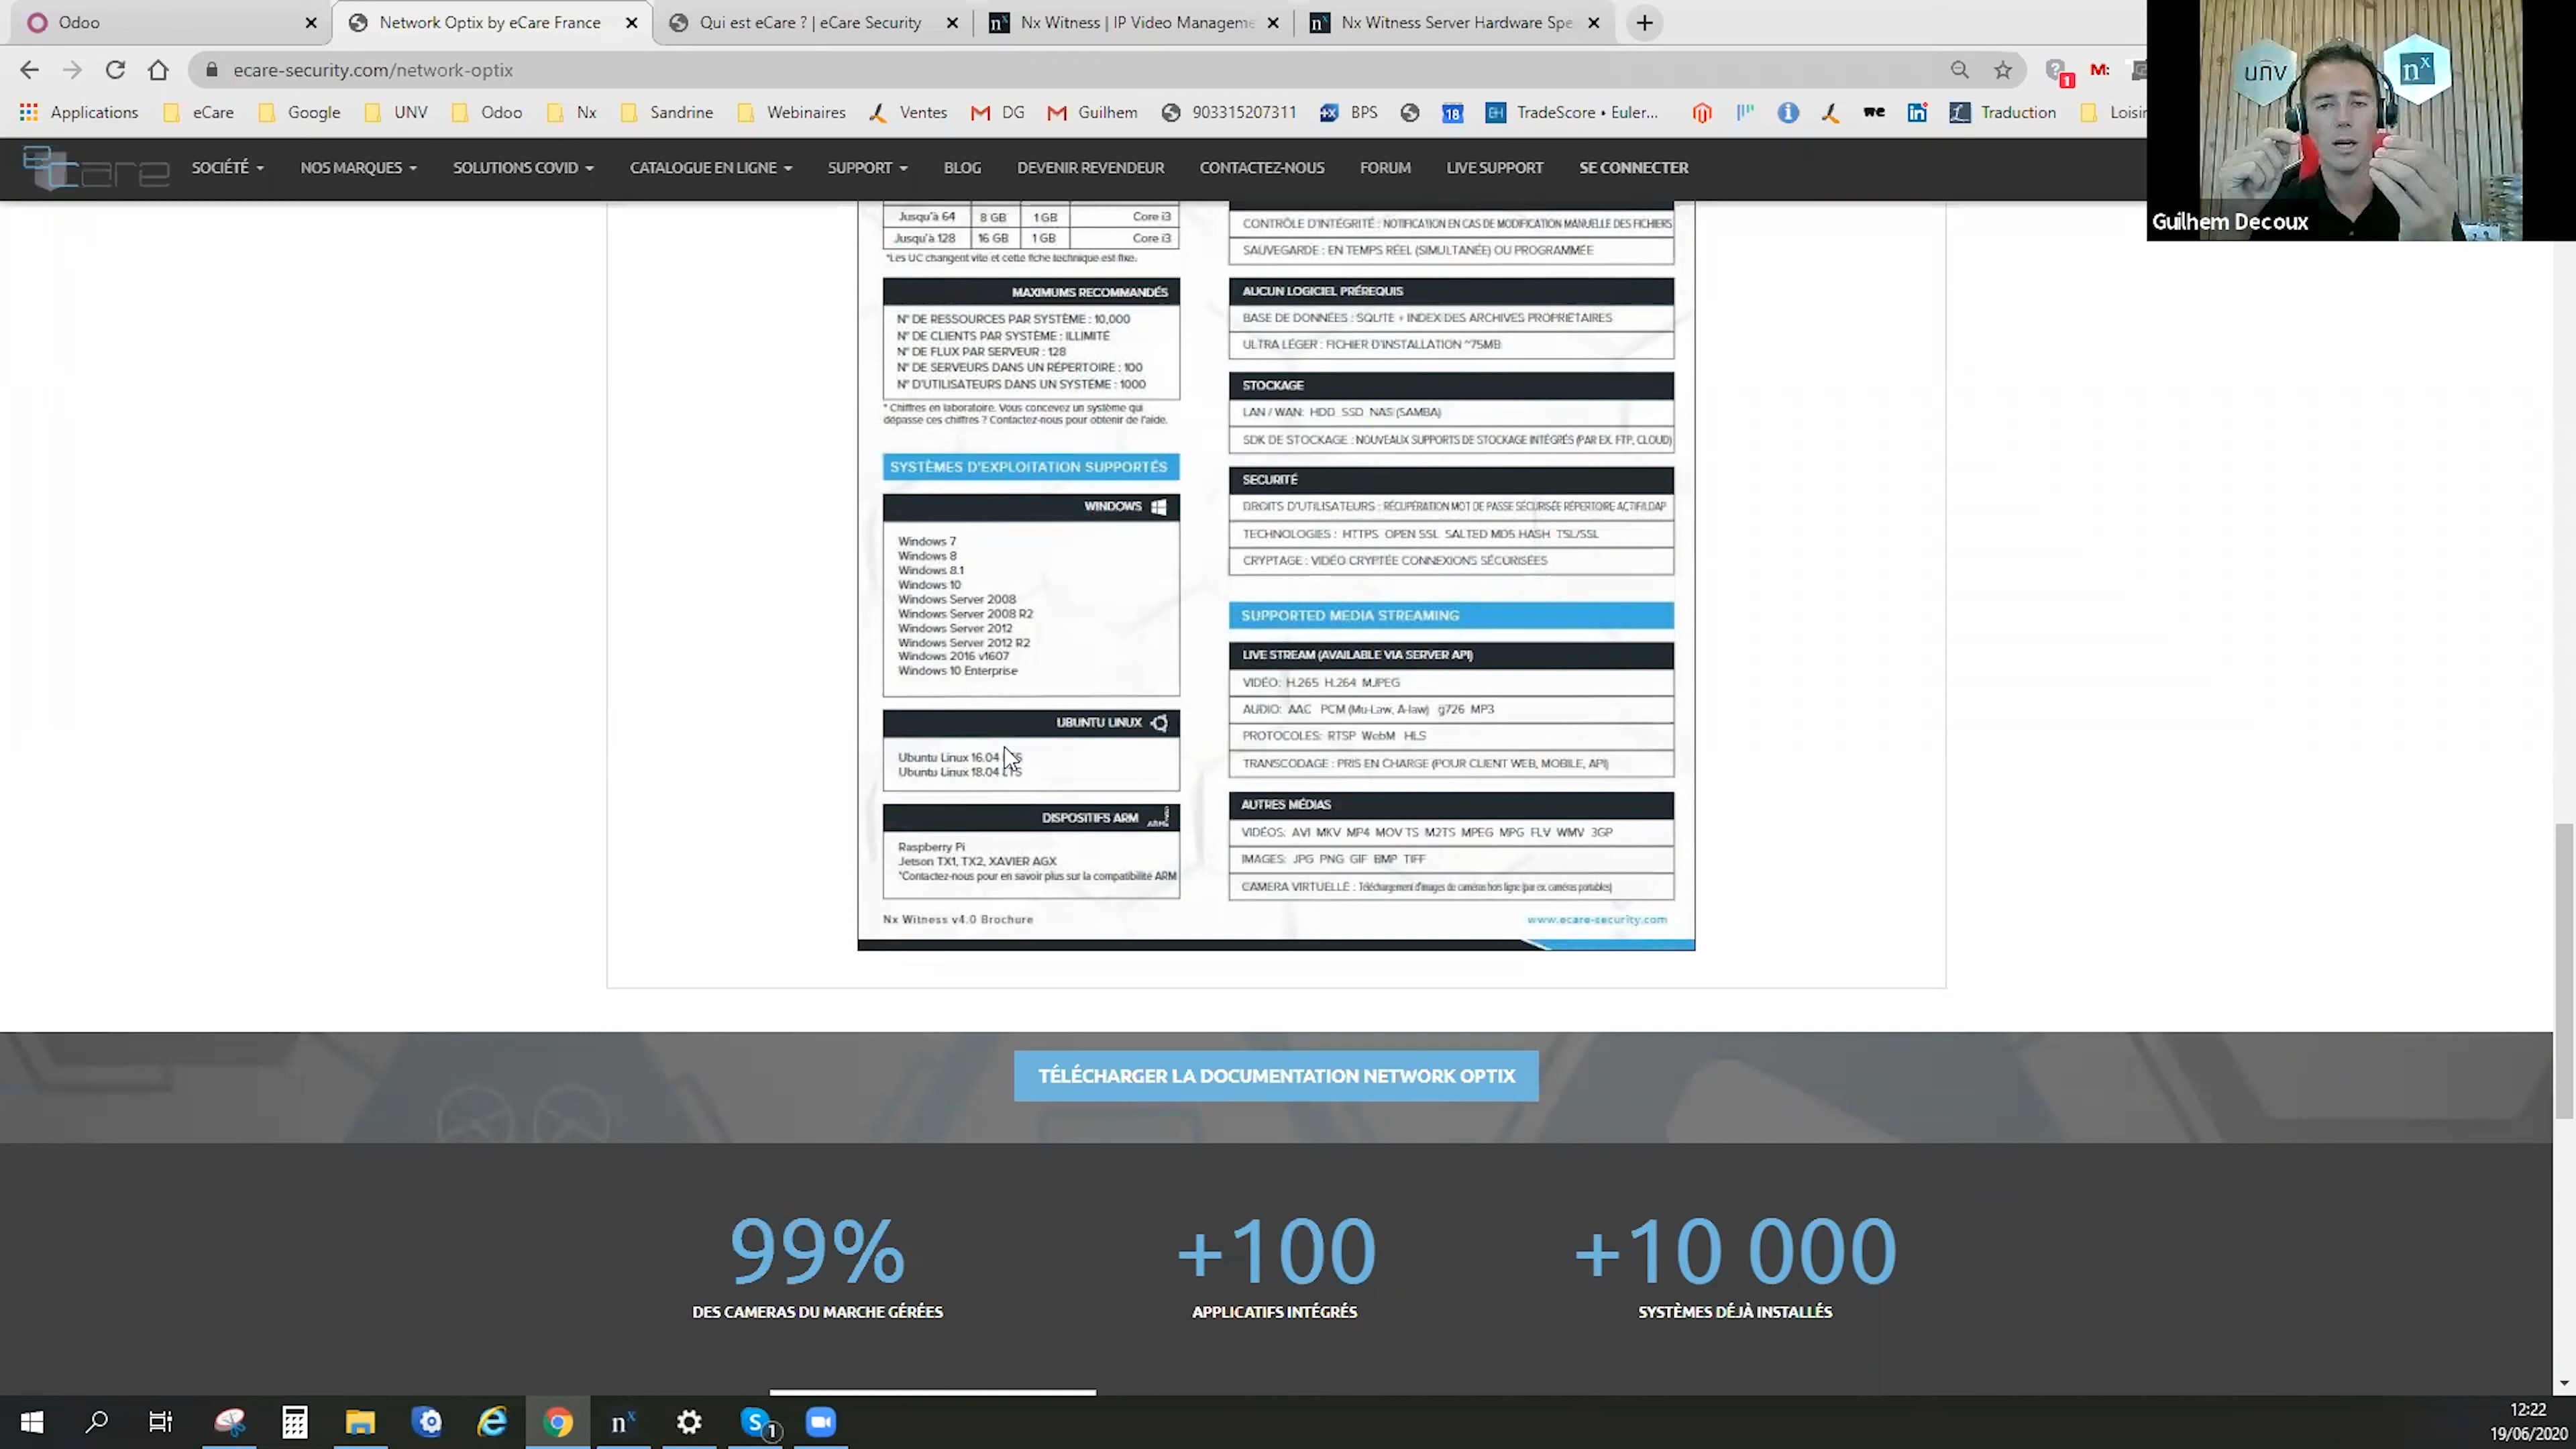 Odoo
Network Optix by eCare France
Qui est eCare ? | eCare Security
Nx Witness | IP Video Manageme
Nx Witness Server Hardware Spe
ecare-security.com/network-optix
Applications
eCare
Google
UNV
Odoo
Nx
Sandrine
Webinaires
Ventes
DG
Guilhem
903315207311
BPS
18
TradeScore • Euler...
Traduction
Loisir
SOCIÉTÉ
NOS MARQUES
SOLUTIONS COVID
CATALOGUE EN LIGNE
SUPPORT
BLOG
DEVENIR REVENDEUR
CONTACTEZ-NOUS
FORUM
LIVE SUPPORT
SE CONNECTER
unv
nx
Guilhem Decoux
Jusqu'à 64 8 GB 1 GB Core i3
Jusqu'à 128 16 GB 1 GB Core i3
*Les UC changent vite et cette fiche technique est fixe.
MAXIMUMS RECOMMANDÉS
N° DE RESSOURCES PAR SYSTÈME : 10,000
N° DE CLIENTS PAR SYSTÈME : ILLIMITÉ
N° DE FLUX PAR SERVEUR : 128
N° DE SERVEURS DANS UN RÉPERTOIRE : 100
N° D'UTILISATEURS DANS UN SYSTÈME : 1000
* Chiffres en laboratoire. Vous concevez un système qui
dépasse ces chiffres ? Contactez-nous pour obtenir de l'aide.
SYSTÈMES D'EXPLOITATION SUPPORTÉS
WINDOWS
Windows 7
Windows 8
Windows 8.1
Windows 10
Windows Server 2008
Windows Server 2008 R2
Windows Server 2012
Windows Server 2012 R2
Windows 2016 v1607
Windows 10 Enterprise
UBUNTU LINUX
Ubuntu Linux 16.04
Ubuntu Linux 18.04 LTS
DISPOSITIFS ARM
Raspberry Pi
Jetson TX1, TX2, XAVIER AGX
*Contactez-nous pour en savoir plus sur la compatibilité ARM
Nx Witness v4.0 Brochure
CONTRÔLE D'INTÉGRITÉ : NOTIFICATION EN CAS DE MODIFICATION MANUELLE DES FICHIERS
SAUVEGARDE : EN TEMPS RÉEL (SIMULTANÉE) OU PROGRAMMÉE
AUCUN LOGICIEL PRÉREQUIS
BASE DE DONNÉES : SQLITE + INDEX DES ARCHIVES PROPRIETAIRES
ULTRA LÉGER : FICHIER D'INSTALLATION ~75MB
STOCKAGE
LAN / WAN: HDD SSD NAS (SAMBA)
SDK DE STOCKAGE : NOUVEAUX SUPPORTS DE STOCKAGE INTÉGRÉS (PAR EX. FTP, CLOUD)
SECURITÉ
DROITS D'UTILISATEURS : RÉCUPÉRATION MOT DE PASSE SÉCURISÉE RÉPERTOIRE ACTIF/LDAP
TECHNOLOGIES : HTTPS OPEN SSL SALTED MD5 HASH TSL/SSL
CRYPTAGE : VIDÉO CRYPTÉE CONNEXIONS SÉCURISÉES
SUPPORTED MEDIA STREAMING
LIVE STREAM (AVAILABLE VIA SERVER API)
VIDÉO: H.265 H.264 MJPEG
AUDIO: AAC PCM (Mu-Law, A-law) g726 MP3
PROTOCOLES: RTSP WebM HLS
TRANSCODAGE : PRIS EN CHARGE (POUR CLIENT WEB, MOBILE, API)
AUTRES MÉDIAS
VIDÉOS: AVI MKV MP4 MOV TS M2TS MPEG MPG FLV WMV 3GP
IMAGES: JPG PNG GIF BMP TIFF
CAMERA VIRTUELLE : Téléchargement d'images de caméras hors ligne (par ex. caméras portables)
www.ecare-security.com
TÉLÉCHARGER LA DOCUMENTATION NETWORK OPTIX
99%
DES CAMERAS DU MARCHE GÉRÉES
+100
APPLICATIFS INTÉGRÉS
+10 000
SYSTÈMES DÉJÀ INSTALLÉS
12:22
19/06/2020